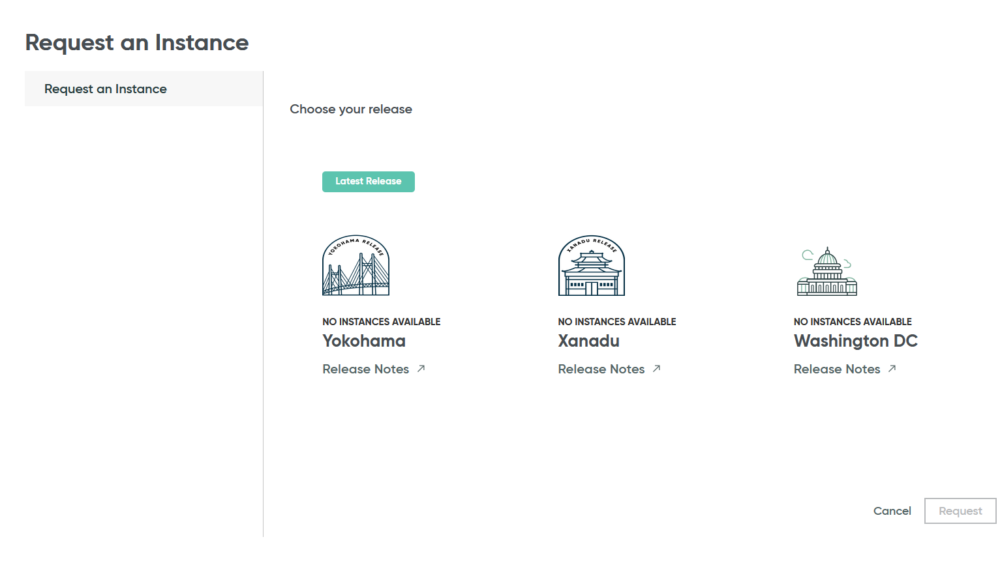 Request an Instance
Request an Instance
Choose your release
Latest Release
YOKOHAMA RELEASE
XANADU RELEASE
NO INSTANCES AVAILABLE
Yokohama
Release Notes
NO INSTANCES AVAILABLE
Xanadu
Release Notes
NO INSTANCES AVAILABLE
Washington DC
Release Notes
Cancel
Request